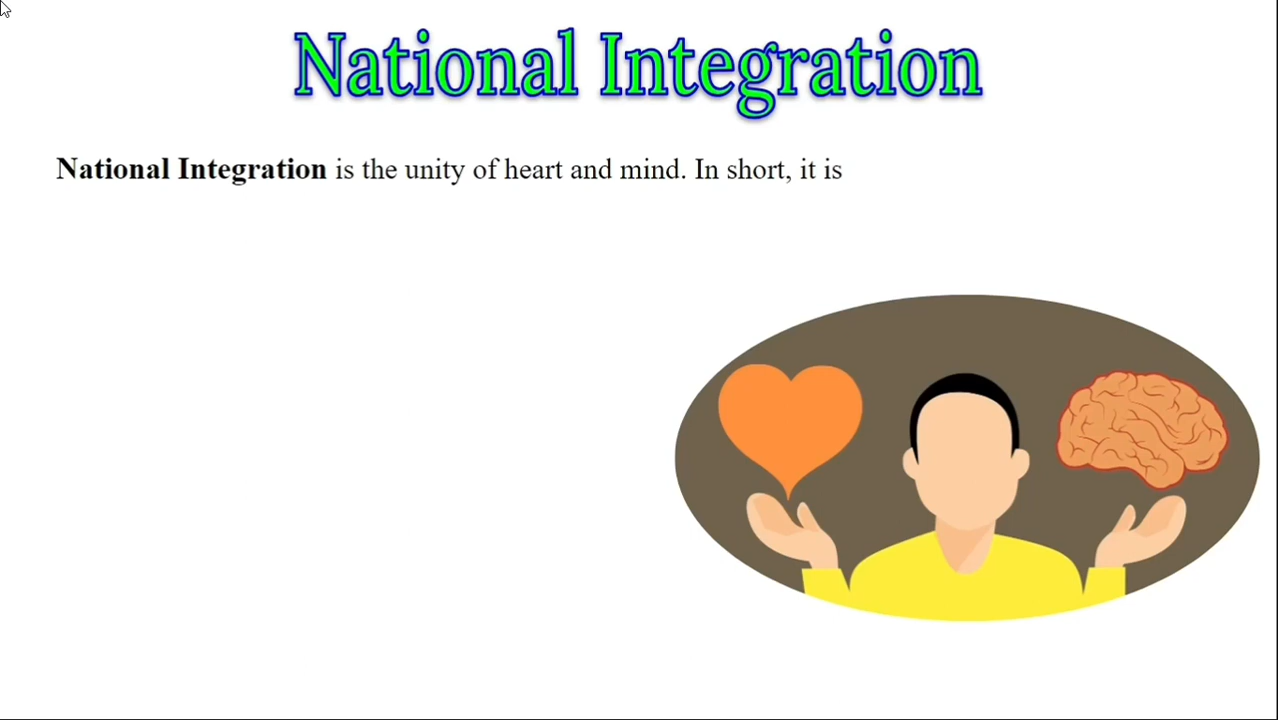 National Integration
National Integration is the unity of heart and mind. In short, it is